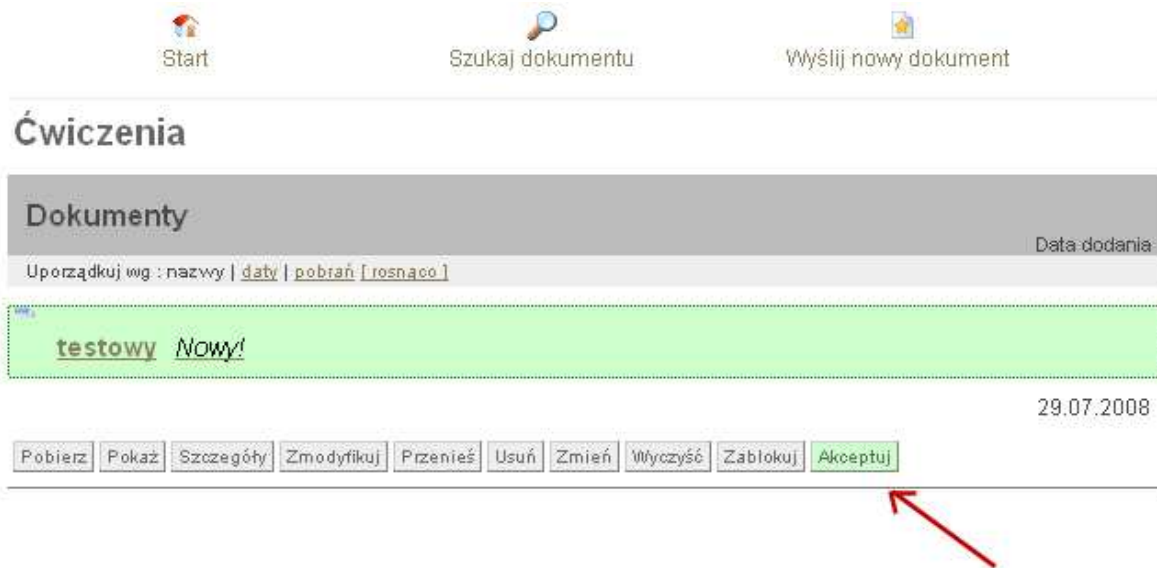 Start Szukaj dokumentu Wyślij nowy dokument
Ćwiczenia
Dokumenty
Data dodania
Uporządkuj wg : nazwy | daty | pobrań [ rosnąco ]
testowy Nowy!
29.07.2008
Pobierz Pokaż Szczegóły Zmodyfikuj Przenieś Usuń Zmień Wyczyść Zablokuj Akceptuj